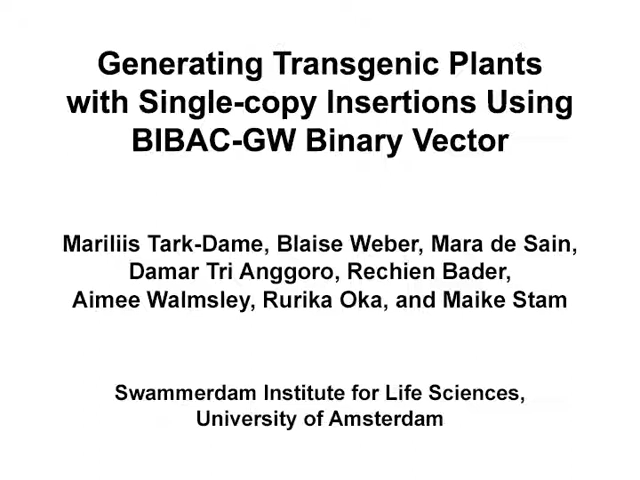 Generating Transgenic Plants
with Single-copy Insertions Using
BIBAC-GW Binary Vector
Mariliis Tark-Dame, Blaise Weber, Mara de Sain,
Damar Tri Anggoro, Rechien Bader,
Aimee Walmsley, Rurika Oka, and Maike Stam
Swammerdam Institute for Life Sciences,
University of Amsterdam